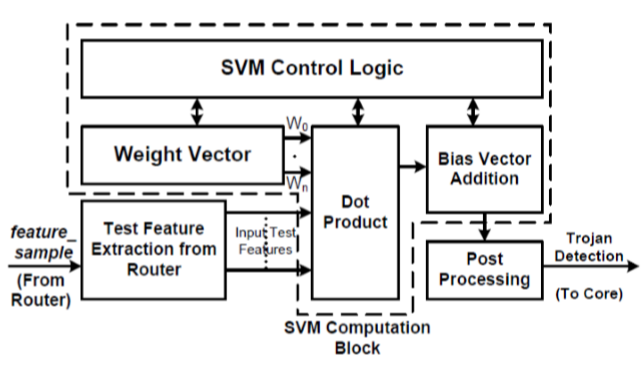 SVM Control Logic
Weight Vector
W0
.
Wn
Dot
Product
Bias Vector
Addition
feature_
sample
(From
Router)
Test Feature
Extraction from
Router
Input Test
Features
Post
Processing
Trojan
Detection
(To Core)
SVM Computation
Block